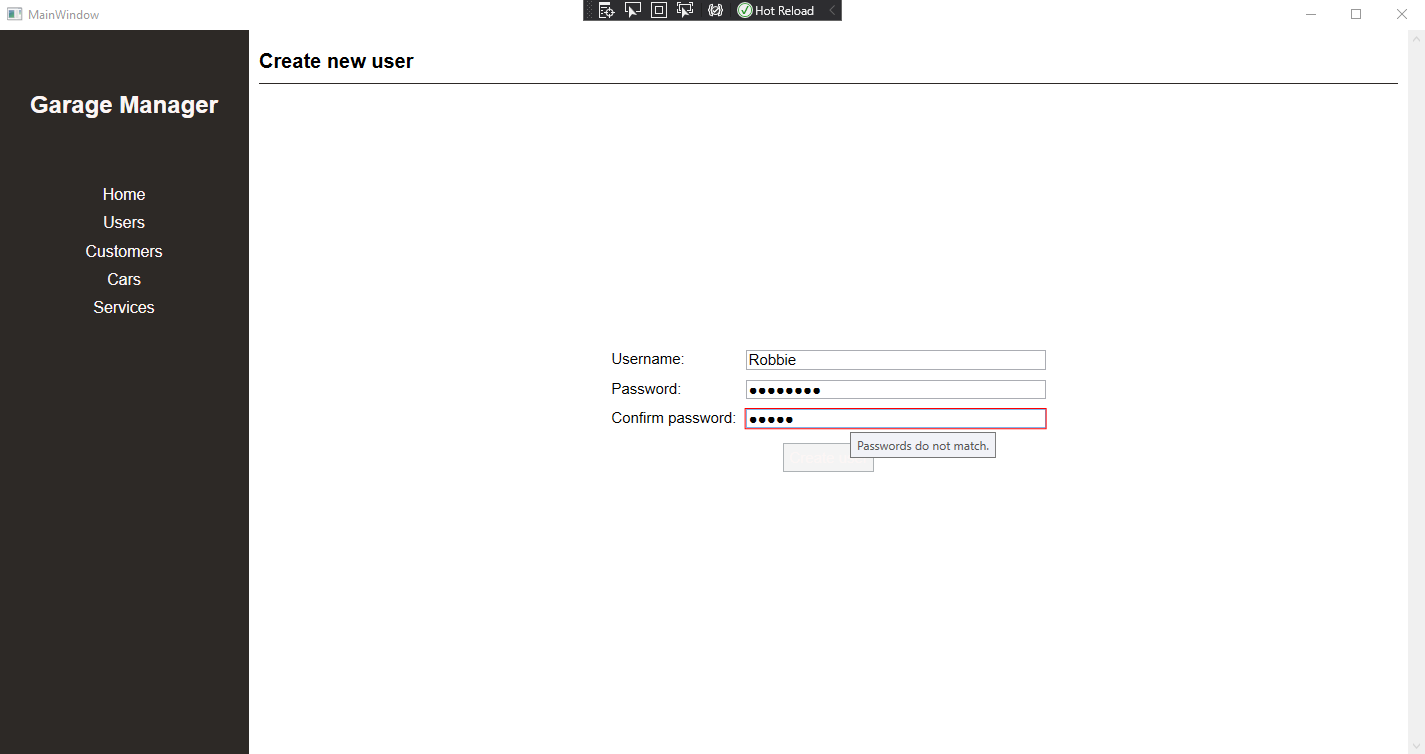 MainWindow
Hot Reload
Garage Manager
Home
Users
Customers
Cars
Services
Create new user
Username:
Robbie
Password:
●●●●●●●●
Confirm password:
●●●●●
Passwords do not match.